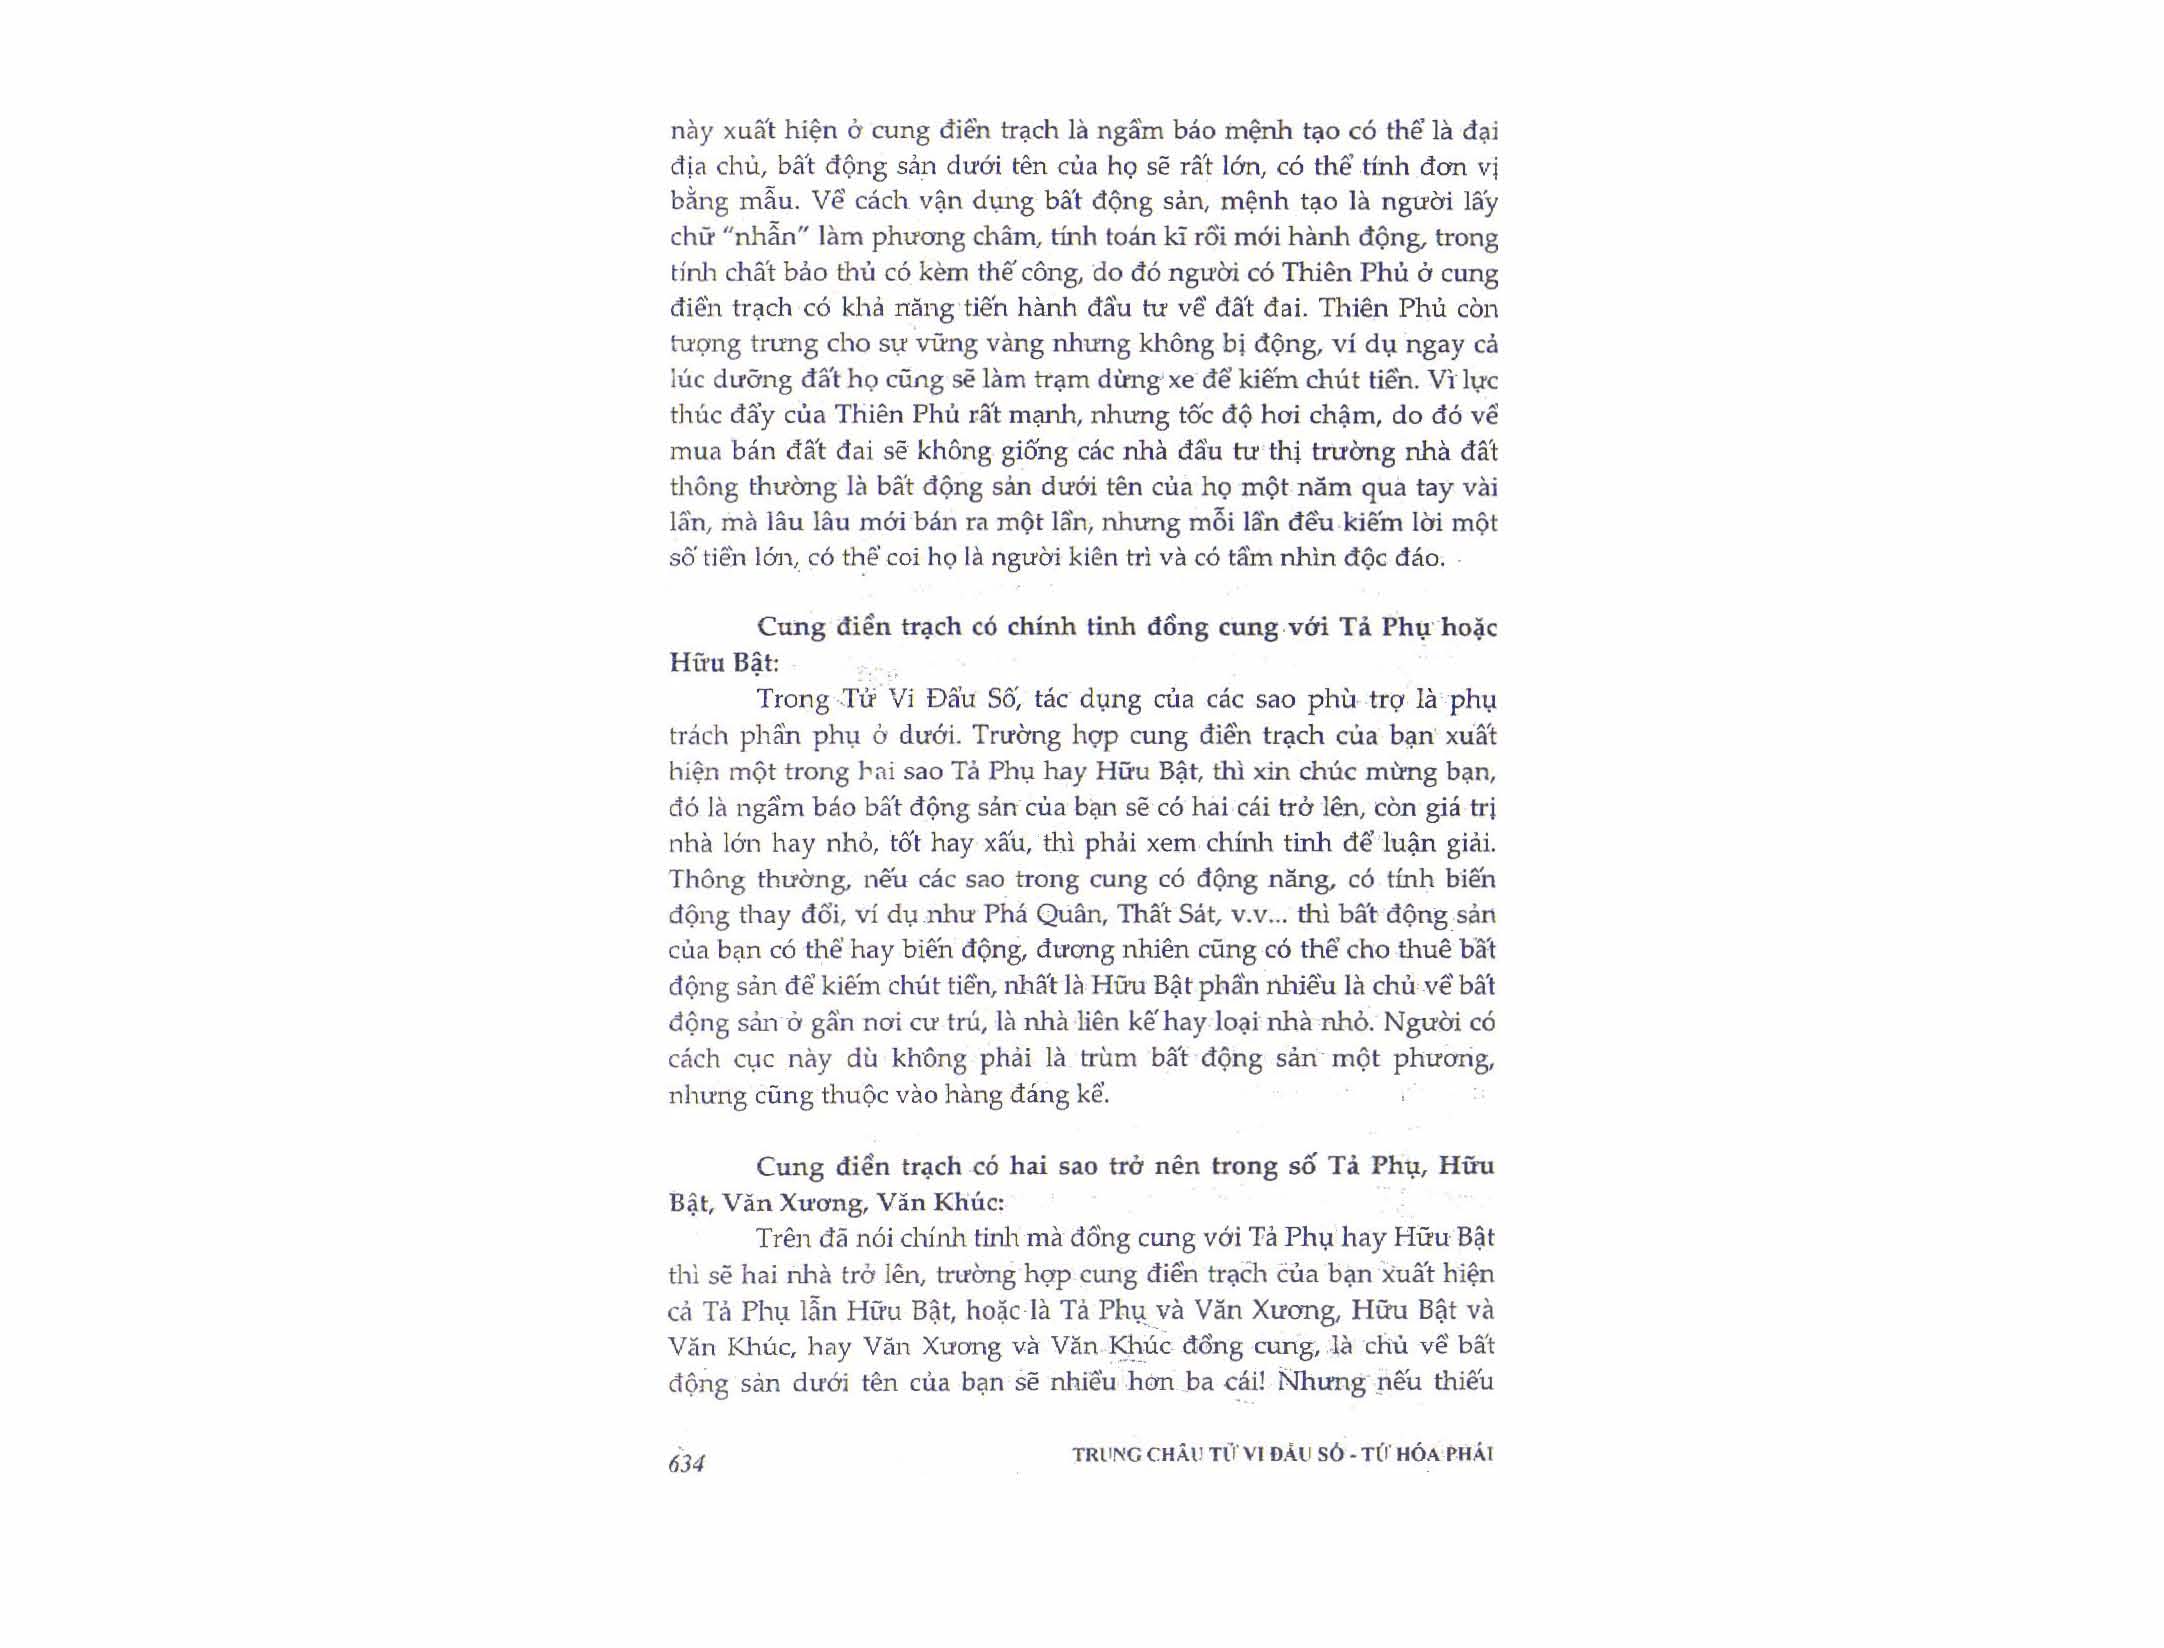 này xuất hiện ở cung điền trạch là ngầm báo mệnh tạo có thể là đại
địa chủ, bất động sản dưới tên của họ sẽ rất lớn, có thể tính đơn vị
bằng mẫu. Về cách vận dụng bất động sản, mệnh tạo là người lấy
chữ "nhẫn" làm phương châm, tính toán kĩ rồi mới hành động, trong
tính chất bảo thủ có kèm thế công, do đó người có Thiên Phủ ở cung
điền trạch có khả năng tiến hành đầu tư về đất đai. Thiên Phủ còn
tượng trưng cho sự vững vàng nhưng không bị động, ví dụ ngay cả
lúc dưỡng đất họ cũng sẽ làm trạm dừng xe để kiếm chút tiền. Vì lực
thúc đẩy của Thiên Phủ rất mạnh, nhưng tốc độ hơi chậm, do đó về
mua bán đất đai sẽ không giống các nhà đầu tư thị trường nhà đất
thông thường là bất động sản dưới tên của họ một năm qua tay vài
lần, mà lâu lâu mới bán ra một lần, nhưng mỗi lần đều kiếm lời một
số tiền lớn, có thể coi họ là người kiên trì và có tầm nhìn độc đáo.
Cung điền trạch có chính tinh đồng cung với Tả Phụ hoặc
Hữu Bật:
Trong Tử Vi Đẩu Số, tác dụng của các sao phù trợ là phụ
trách phần phụ ở dưới. Trường hợp cung điền trạch của bạn xuất
hiện một trong hai sao Tả Phụ hay Hữu Bật, thì xin chúc mừng bạn,
đó là ngầm báo bất động sản của bạn sẽ có hai cái trở lên, còn giá trị
nhà lớn hay nhỏ, tốt hay xấu, thì phải xem chính tinh để luận giải.
Thông thường, nếu các sao trong cung có động năng, có tính biến
động thay đổi, ví dụ như Phá Quân, Thất Sát, v.v... thì bất động sản
của bạn có thể hay biến động, đương nhiên cũng có thể cho thuê bất
động sản để kiếm chút tiền, nhất là Hữu Bật phần nhiều là chủ về bất
động sản ở gần nơi cư trú, là nhà liên kế hay loại nhà nhỏ. Người có
cách cục này dù không phải là trùm bất động sản một phương,
nhưng cũng thuộc vào hàng đáng kể.
Cung điền trạch có hai sao trở nên trong số Tả Phụ, Hữu
Bật, Văn Xương, Văn Khúc:
Trên đã nói chính tinh mà đồng cung với Tả Phụ hay Hữu Bật
thì sẽ hai nhà trở lên, trường hợp cung điền trạch của bạn xuất hiện
cả Tả Phụ lẫn Hữu Bật, hoặc là Tả Phụ và Văn Xương, Hữu Bật và
Văn Khúc, hay Văn Xương và Văn Khúc đồng cung, là chủ về bất
động sản dưới tên của bạn sẽ nhiều hơn ba cái! Nhưng nếu thiếu
634 TRUNG CHÂU TỬ VI ĐẨU SỐ - TỨ HÓA PHÁI